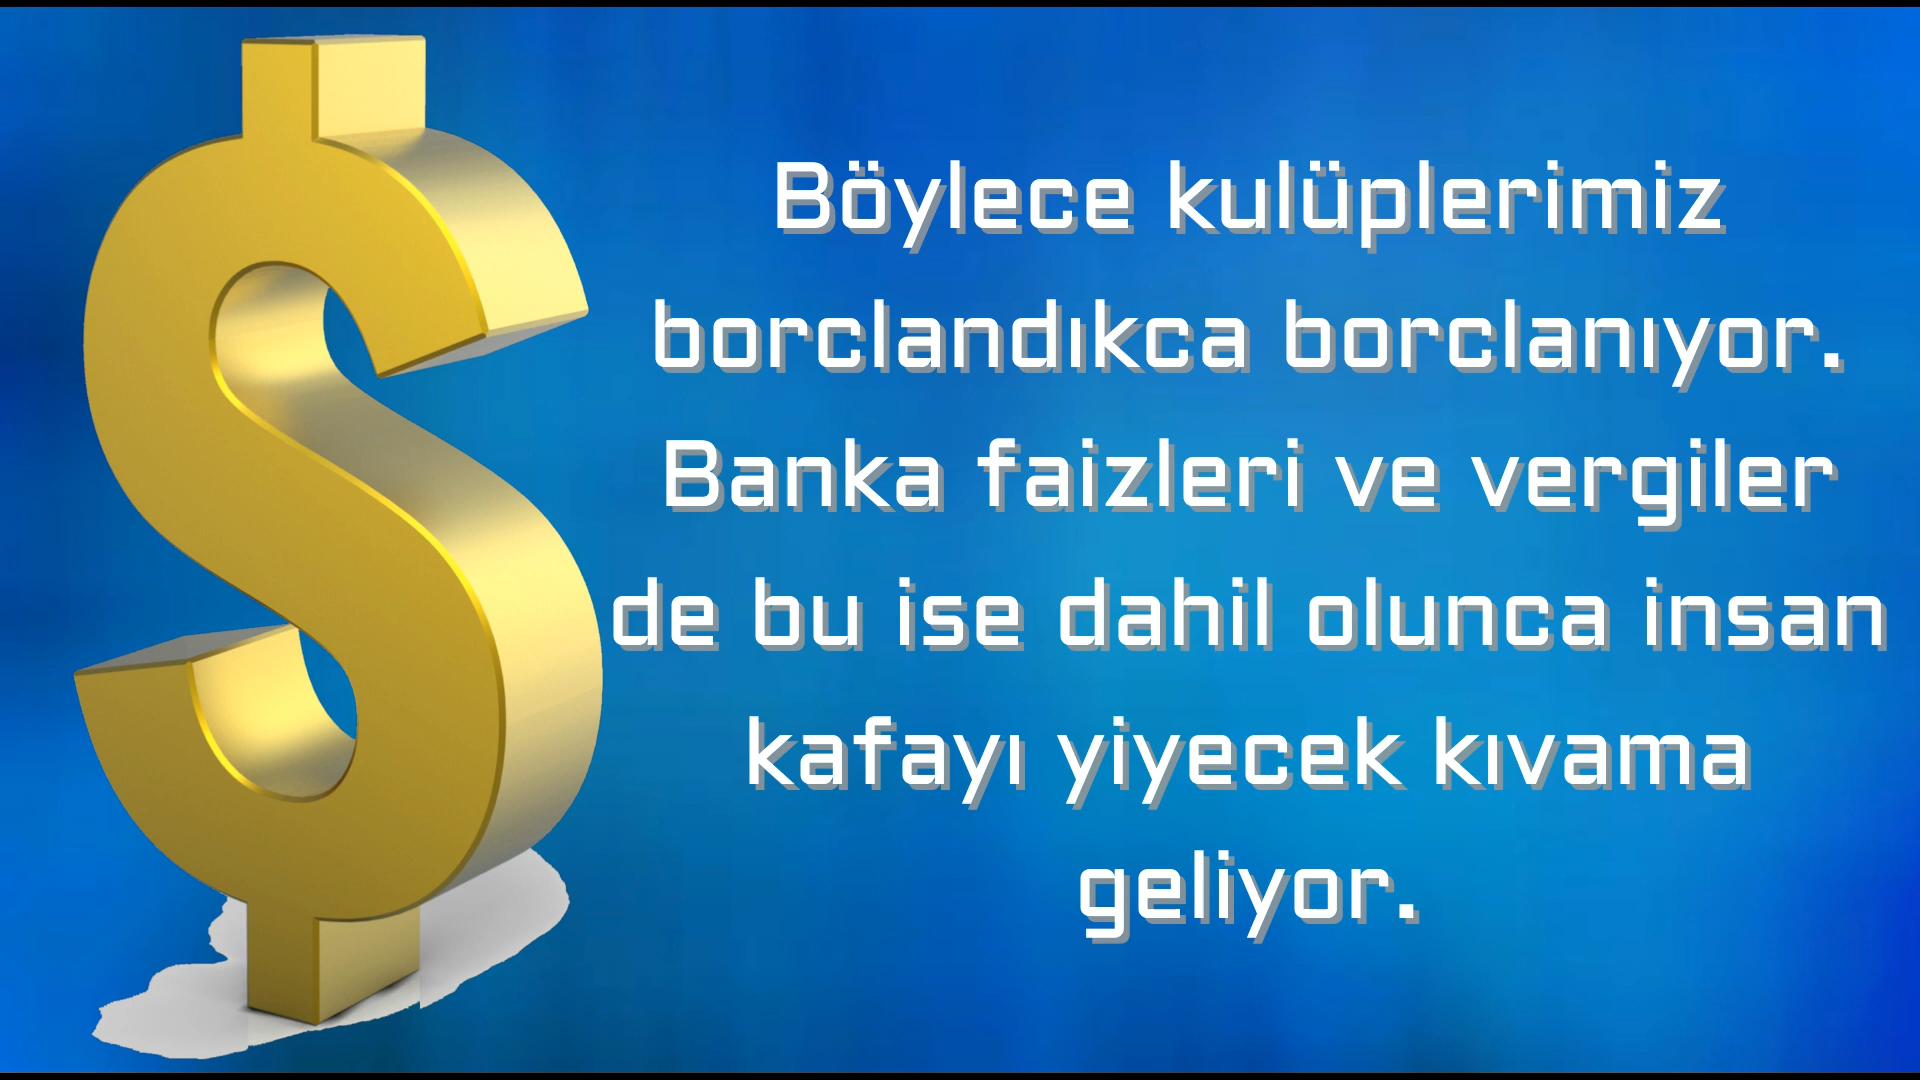 Böylece kulüplerimiz
borclandıkca borclanıyor.
Banka faizleri ve vergiler
de bu ise dahil olunca insan
kafayı yiyecek kıvama
geliyor.